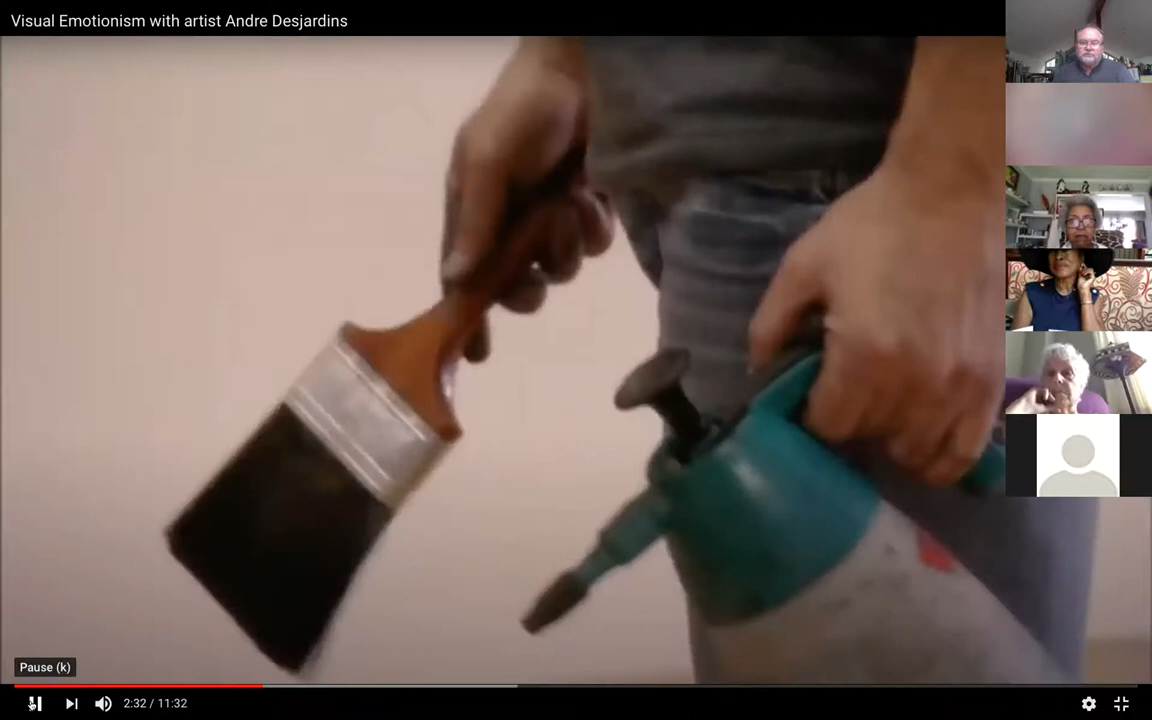 Visual Emotionism with artist Andre Desjardins
Pause (k)
2:32 / 11:32